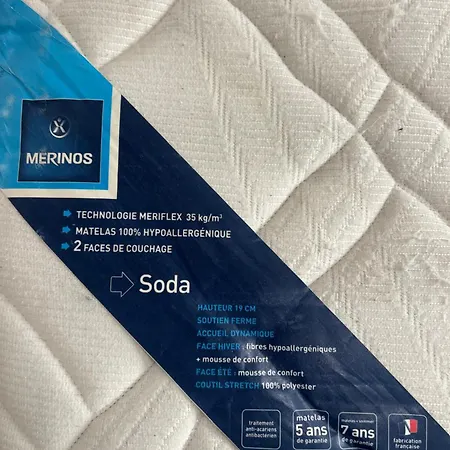 MERINOS
TECHNOLOGIE MERIFLEX 35 kg/m³
MATELAS 100% HYPOALLERGÉNIQUE
2 FACES DE COUCHAGE
Soda
HAUTEUR 19 CM
SOUTIEN FERME
ACCUEIL DYNAMIQUE
FACE HIVER : fibres hypoallergéniques
+ mousse de confort
FACE ÉTÉ : mousse de confort
COUTIL STRETCH 100% polyester
traitement
anti-acariens
antibactérien
matelas
5 ans
de garantie
matelas + sommier
7 ans
de garantie
fabrication
française